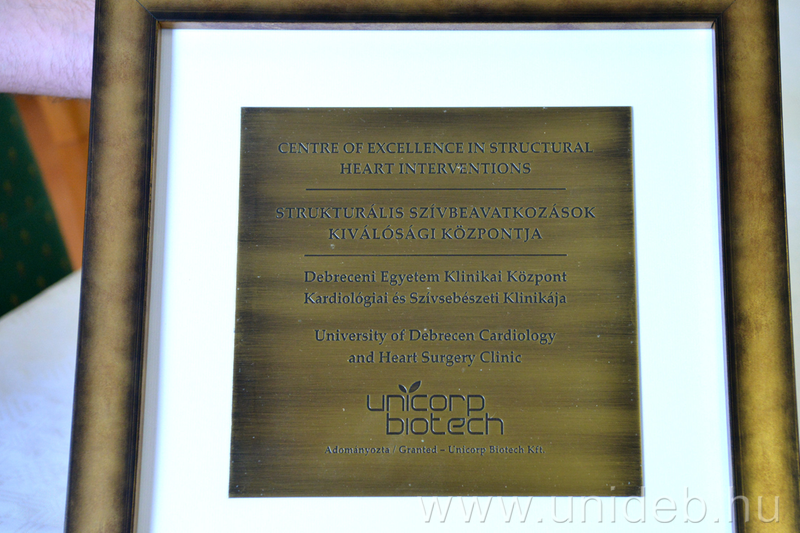 CENTRE OF EXCELLENCE IN STRUCTURAL
HEART INTERVENTIONS
STRUKTURÁLIS SZÍVBEAVATKOZÁSOK
KIVÁLÓSÁGI KÖZPONTJA
Debreceni Egyetem Klinikai Központ
Kardiológiai és Szívsebészeti Klinikája
University of Debrecen Cardiology
and Heart Surgery Clinic
unicorp
biotech
Adományozta / Granted – Unicorp Biotech Kft
www.unideb.hu